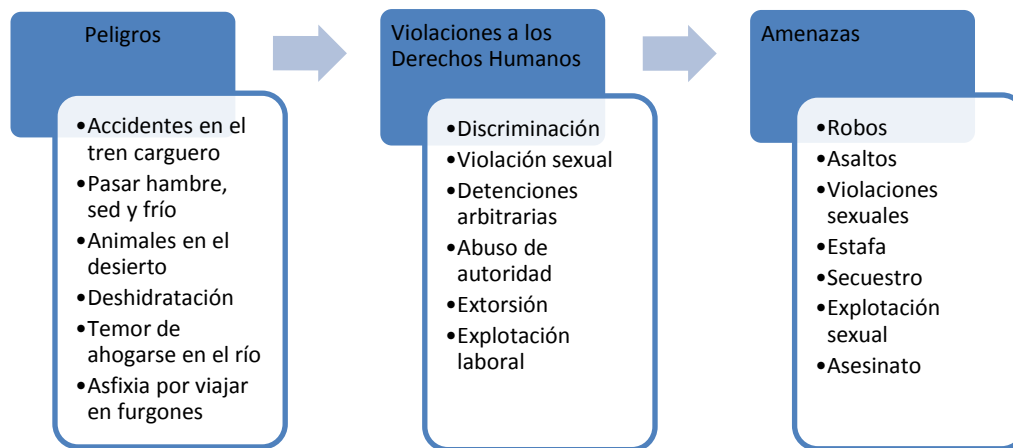 Peligros
•Accidentes en el
tren carguero
•Pasar hambre,
sed y frío
•Animales en el
desierto
•Deshidratación
•Temor de
ahogarse en el río
•Asfixia por viajar
en furgones
Violaciones a los
Derechos Humanos
•Discriminación
•Violación sexual
•Detenciones
arbitrarias
•Abuso de
autoridad
•Extorsión
•Explotación
laboral
Amenazas
•Robos
•Asaltos
•Violaciones
sexuales
•Estafa
•Secuestro
•Explotación
sexual
•Asesinato